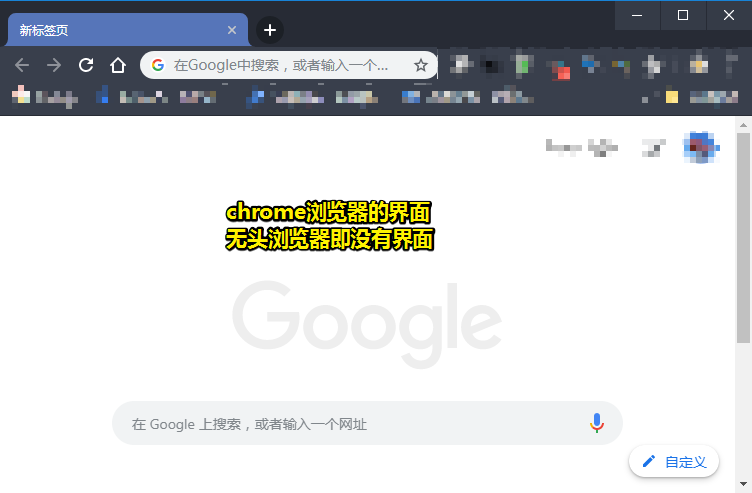 新标签页
在Google中搜索，或者输入一个...
chrome浏览器的界面
无头浏览器即没有界面
Google
在 Google 上搜索，或者输入一个网址
自定义